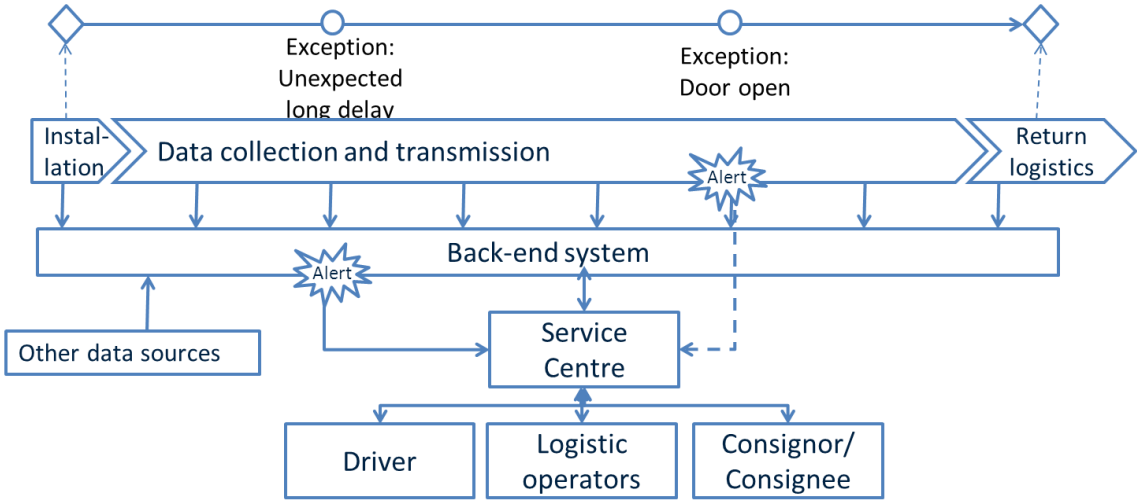 Exception:
Unexpected
long delay
Exception:
Door open
Instal-
lation
Data collection and transmission
Return
logistics
Alert
Back-end system
Alert
Other data sources
Service
Centre
Driver
Logistic
operators
Consignor/
Consignee